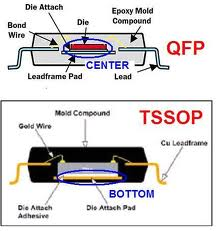 Die Attach
Die
Epoxy Mold
Compound
Bond
Wire
QFP
CENTER
Leadframe Pad
Lead
TSSOP
Mold Compound
Gold Wire
Cu Leadframe
BOTTOM
Die Attach
Adhesive
Die Attach Pad